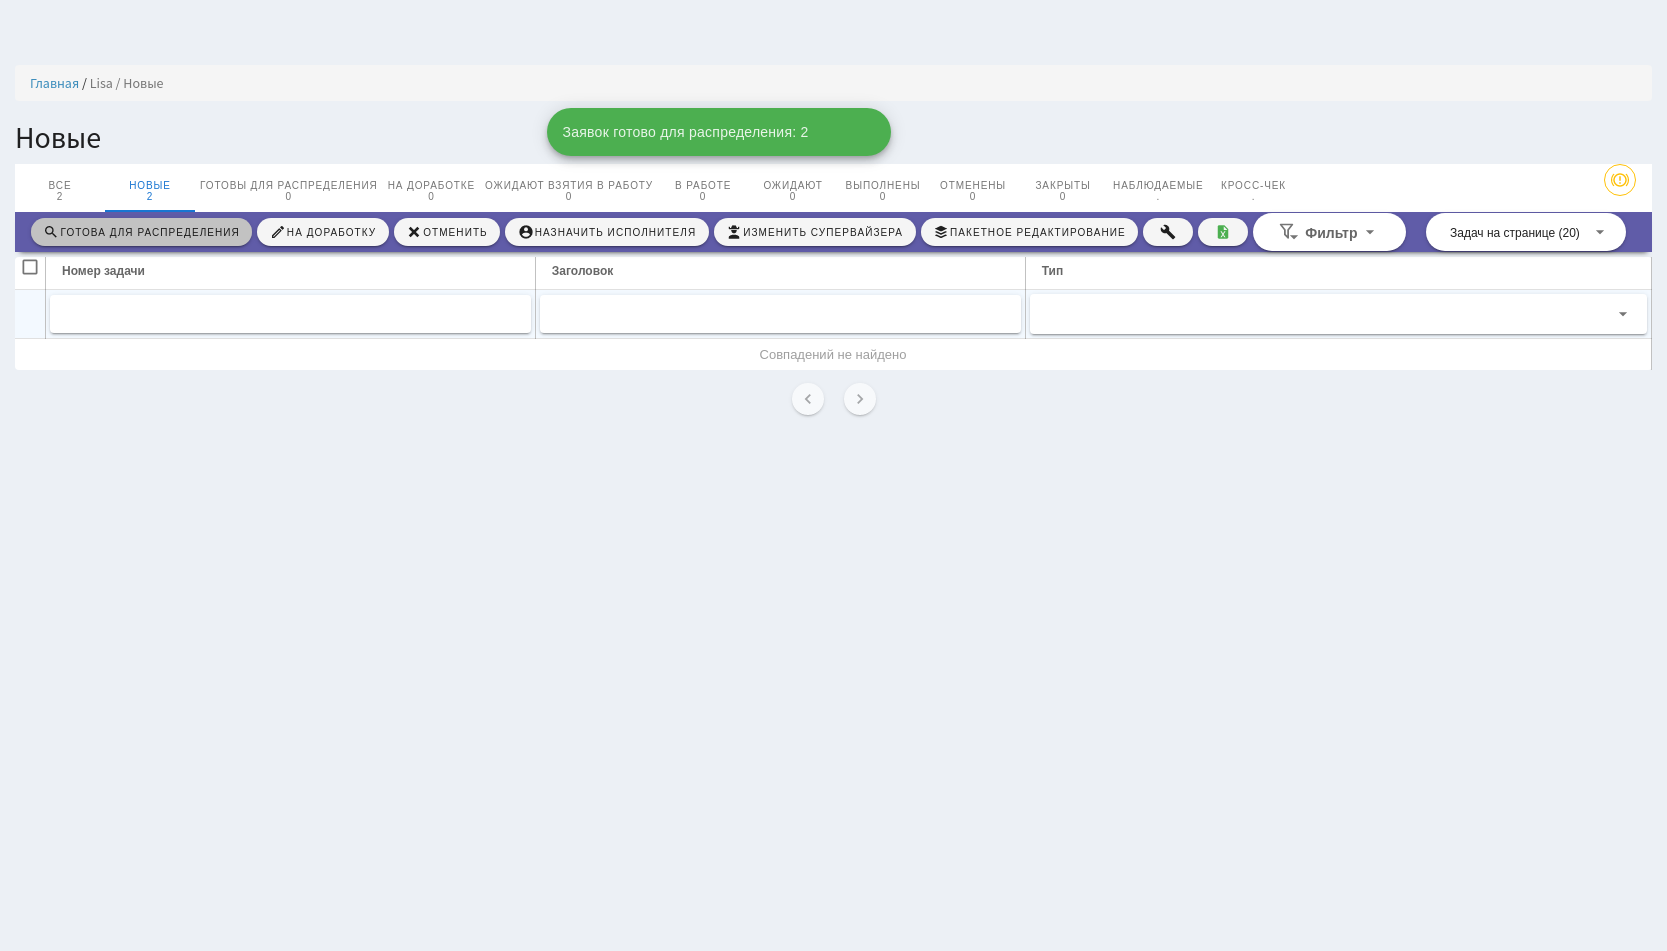 Главная / Lisa / Новые
Заявок готово для распределения: 2
Новые
ВСЕ НОВЫЕ ГОТОВЫ ДЛЯ РАСПРЕДЕЛЕНИЯ НА ДОРАБОТКЕ ОЖИДАЮТ ВЗЯТИЯ В РАБОТУ В РАБОТЕ ОЖИДАЮТ ВЫПОЛНЕНЫ ОТМЕНЕНЫ ЗАКРЫТЫ НАБЛЮДАЕМЫЕ КРОСС-ЧЕК
2 2 0 0 0 0 0 0 0 0 . .
ГОТОВА ДЛЯ РАСПРЕДЕЛЕНИЯ НА ДОРАБОТКУ ОТМЕНИТЬ НАЗНАЧИТЬ ИСПОЛНИТЕЛЯ ИЗМЕНИТЬ СУПЕРВАЙЗЕРА ПАКЕТНОЕ РЕДАКТИРОВАНИЕ Фильтр Задач на странице (20)
Номер задачи Заголовок Тип
Совпадений не найдено